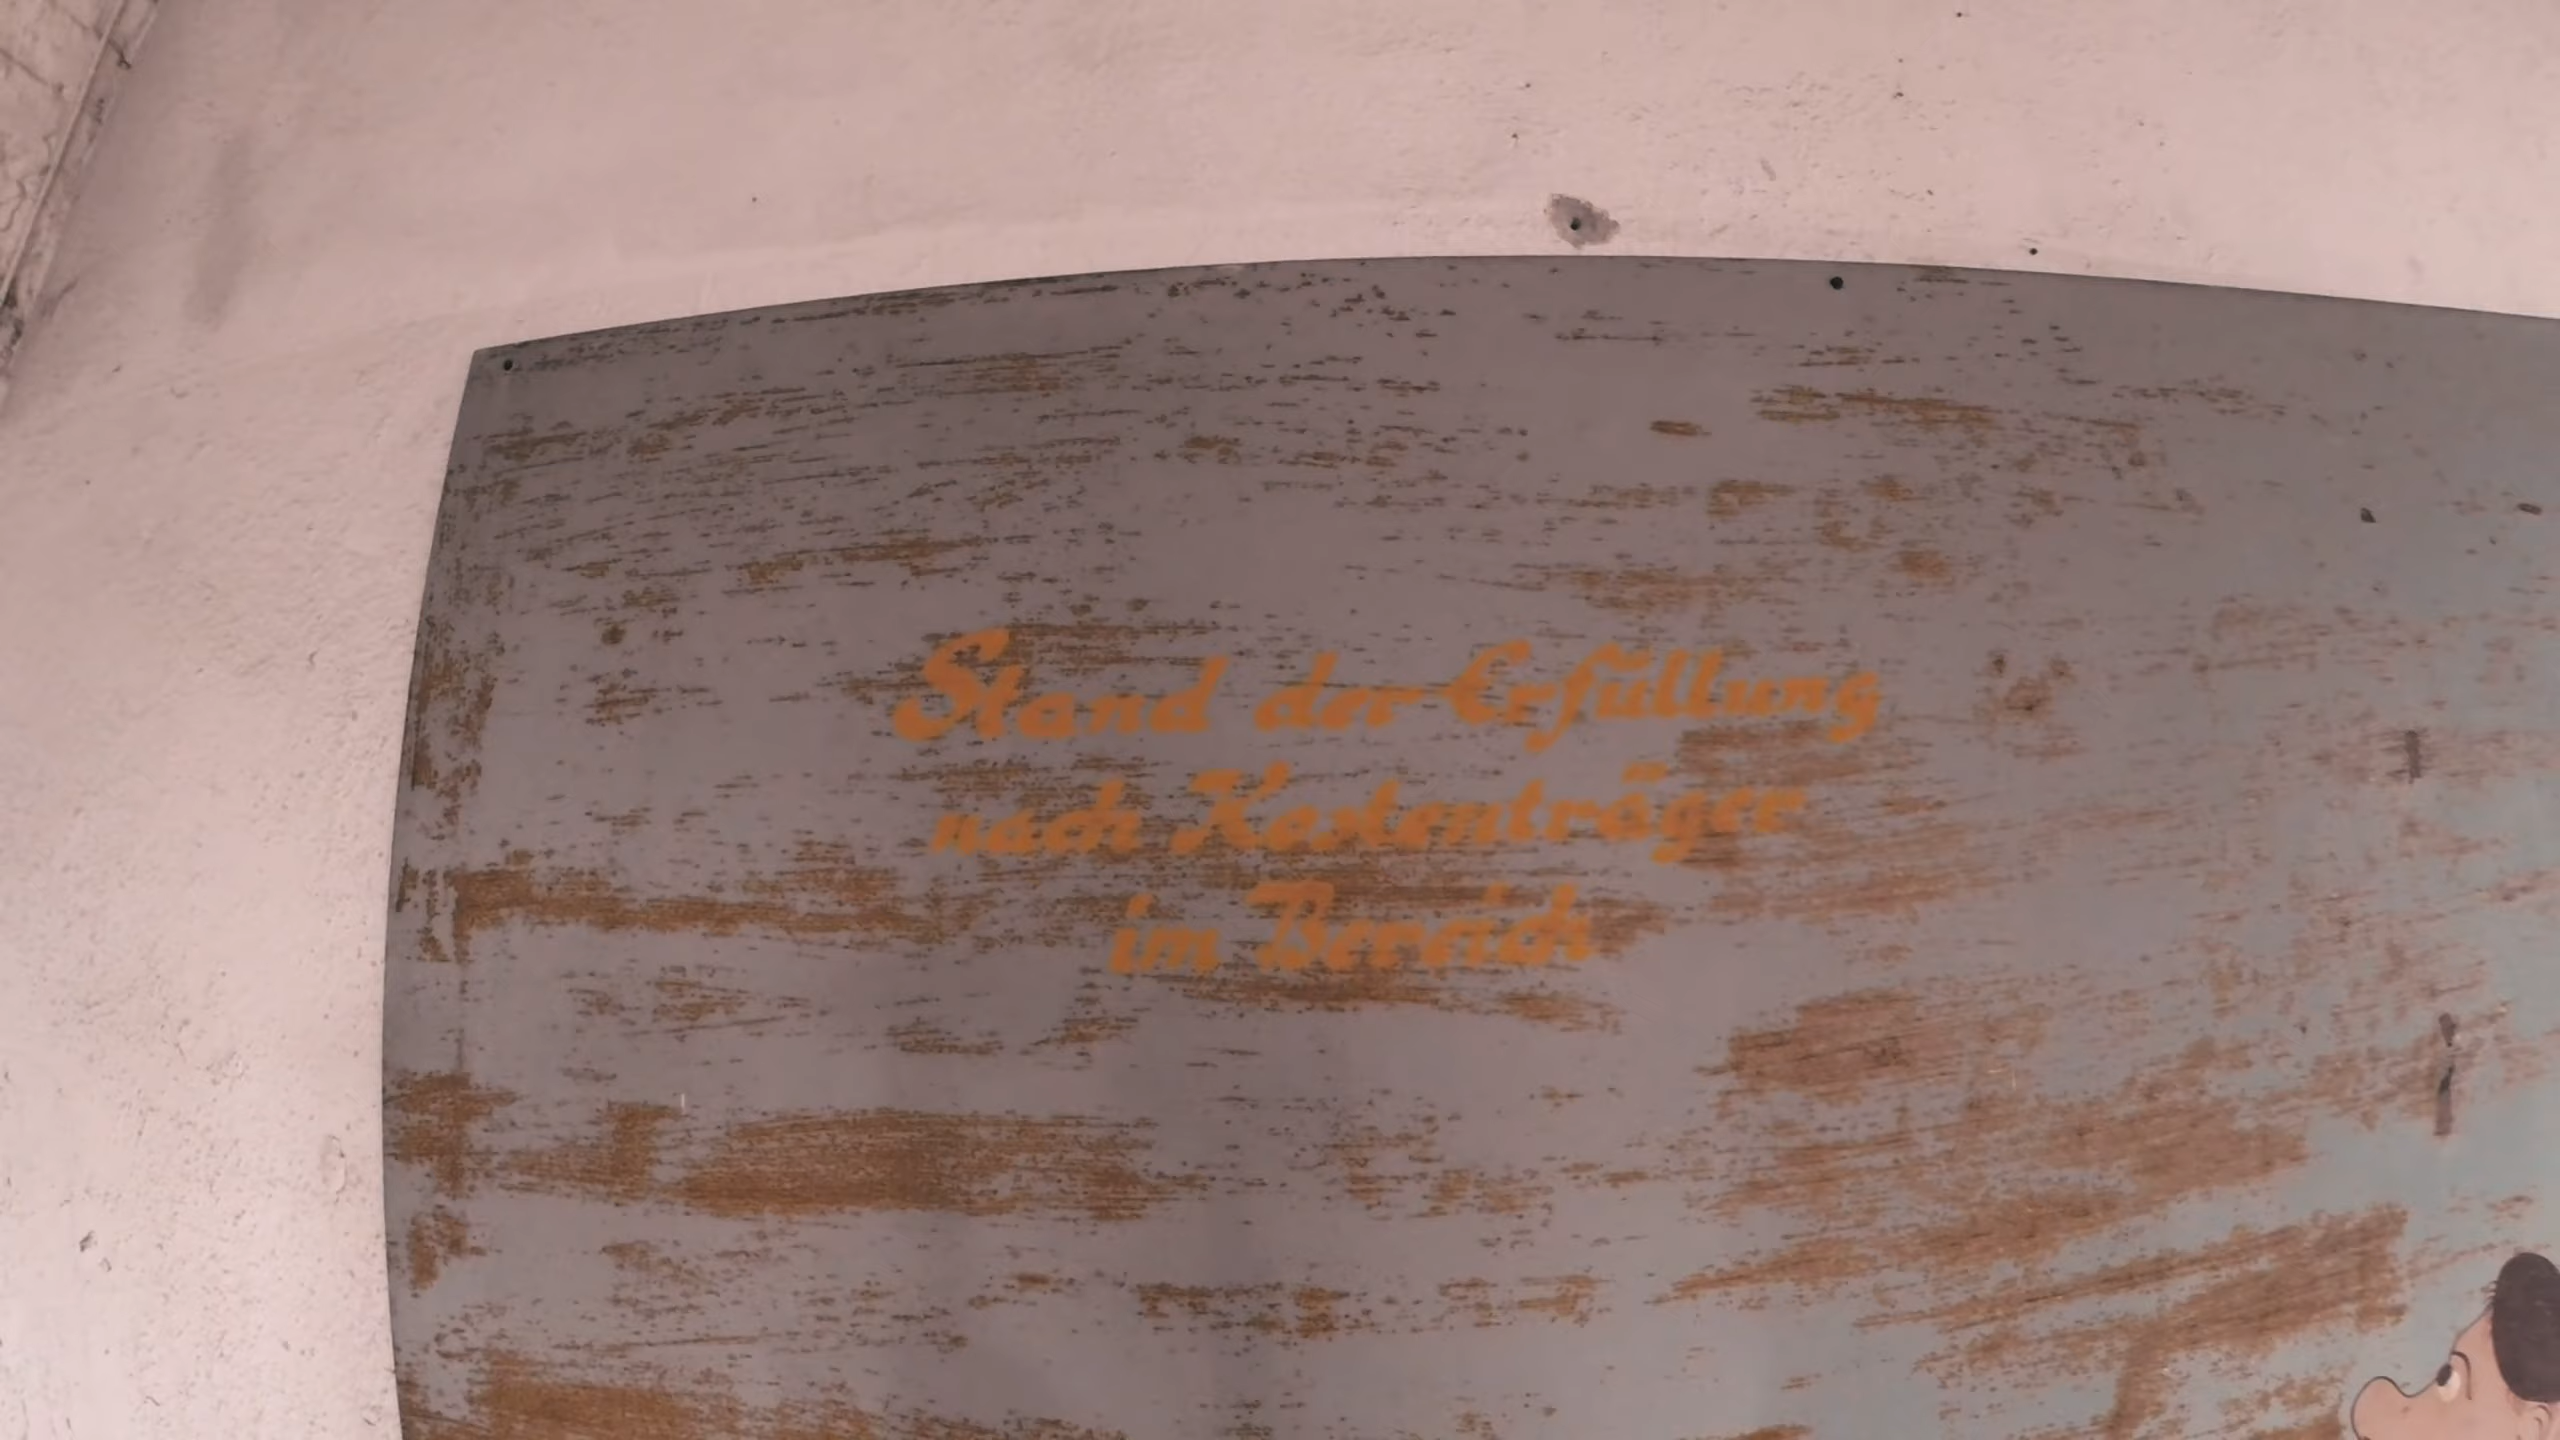 Stand der Erfüllung
nach Kostenträger
im Bereich